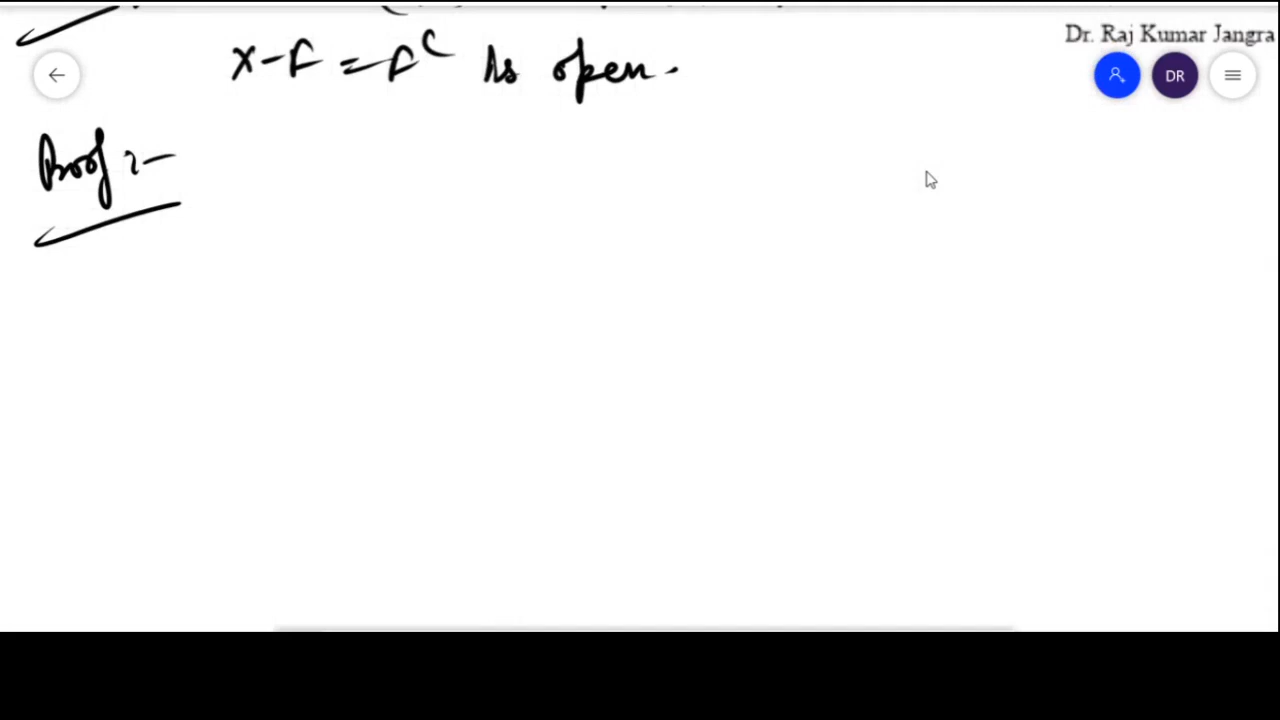 Dr. Raj Kumar Jangra
X-F = F^c is open.
DR
Proof :-